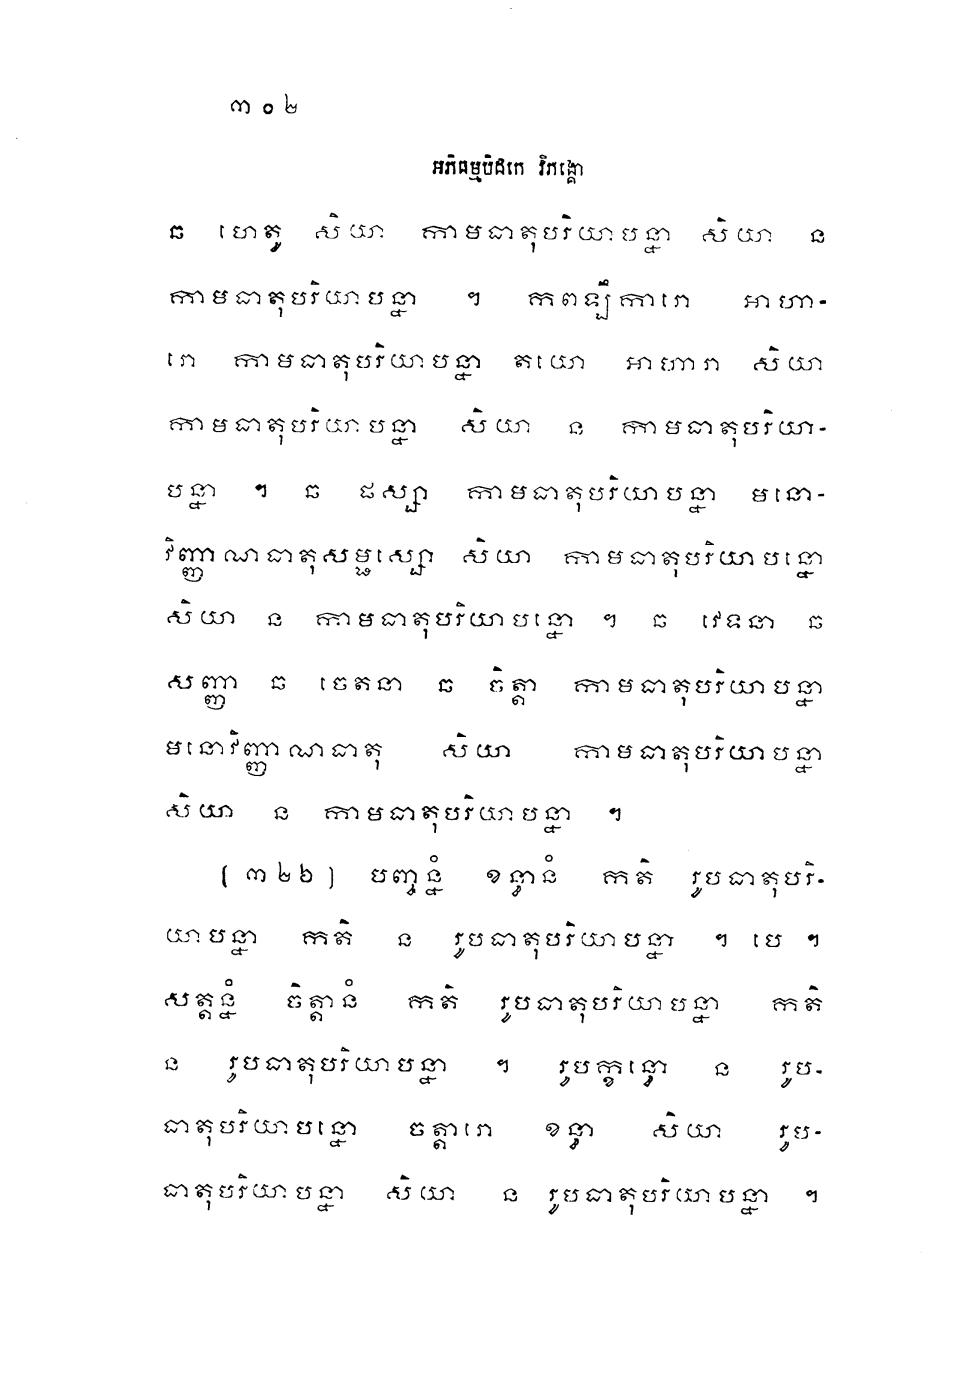 ៣០២
អភិធម្មបិដកេ វិភង្គោ
ឆ ហេតូ សិយា កាមធាតុបរិយាបន្នា សិយា ន
កាមធាតុបរិយាបន្នា ។ កពឡឹការោ អាហា-
រោ កាមធាតុបរិយាបន្នា តយោ អាហារា សិយា
កាមធាតុបរិយាបន្នា សិយា ន កាមធាតុបរិយា-
បន្នា ។ ឆ ផស្សា កាមធាតុបរិយាបន្នា មនោ-
វិញ្ញាណធាតុសម្ផស្សោ សិយា កាមធាតុបរិយាបន្នោ
សិយា ន កាមធាតុបរិយាបន្នោ ។ ឆ វេទនា ឆ
សញ្ញា ឆ ចេតនា ឆ ចិត្តា កាមធាតុបរិយាបន្នា
មនោវិញ្ញាណធាតុ សិយា កាមធាតុបរិយាបន្នា
សិយា ន កាមធាតុបរិយាបន្នា ។
(៣២៦) បញ្ចន្នំ ខន្ធានំ កតិ រូបធាតុបរិ-
យាបន្នា កតិ ន រូបធាតុបរិយាបន្នា ។ បេ ។
សត្តន្នំ ចិត្តានំ កតិ រូបធាតុបរិយាបន្នា កតិ
ន រូបធាតុបរិយាបន្នា ។ រូបក្ខន្ធោ ន រូប-
ធាតុបរិយាបន្នោ ចត្តារោ ខន្ធា សិយា រូប-
ធាតុបរិយាបន្នា សិយា ន រូបធាតុបរិយាបន្នា ។